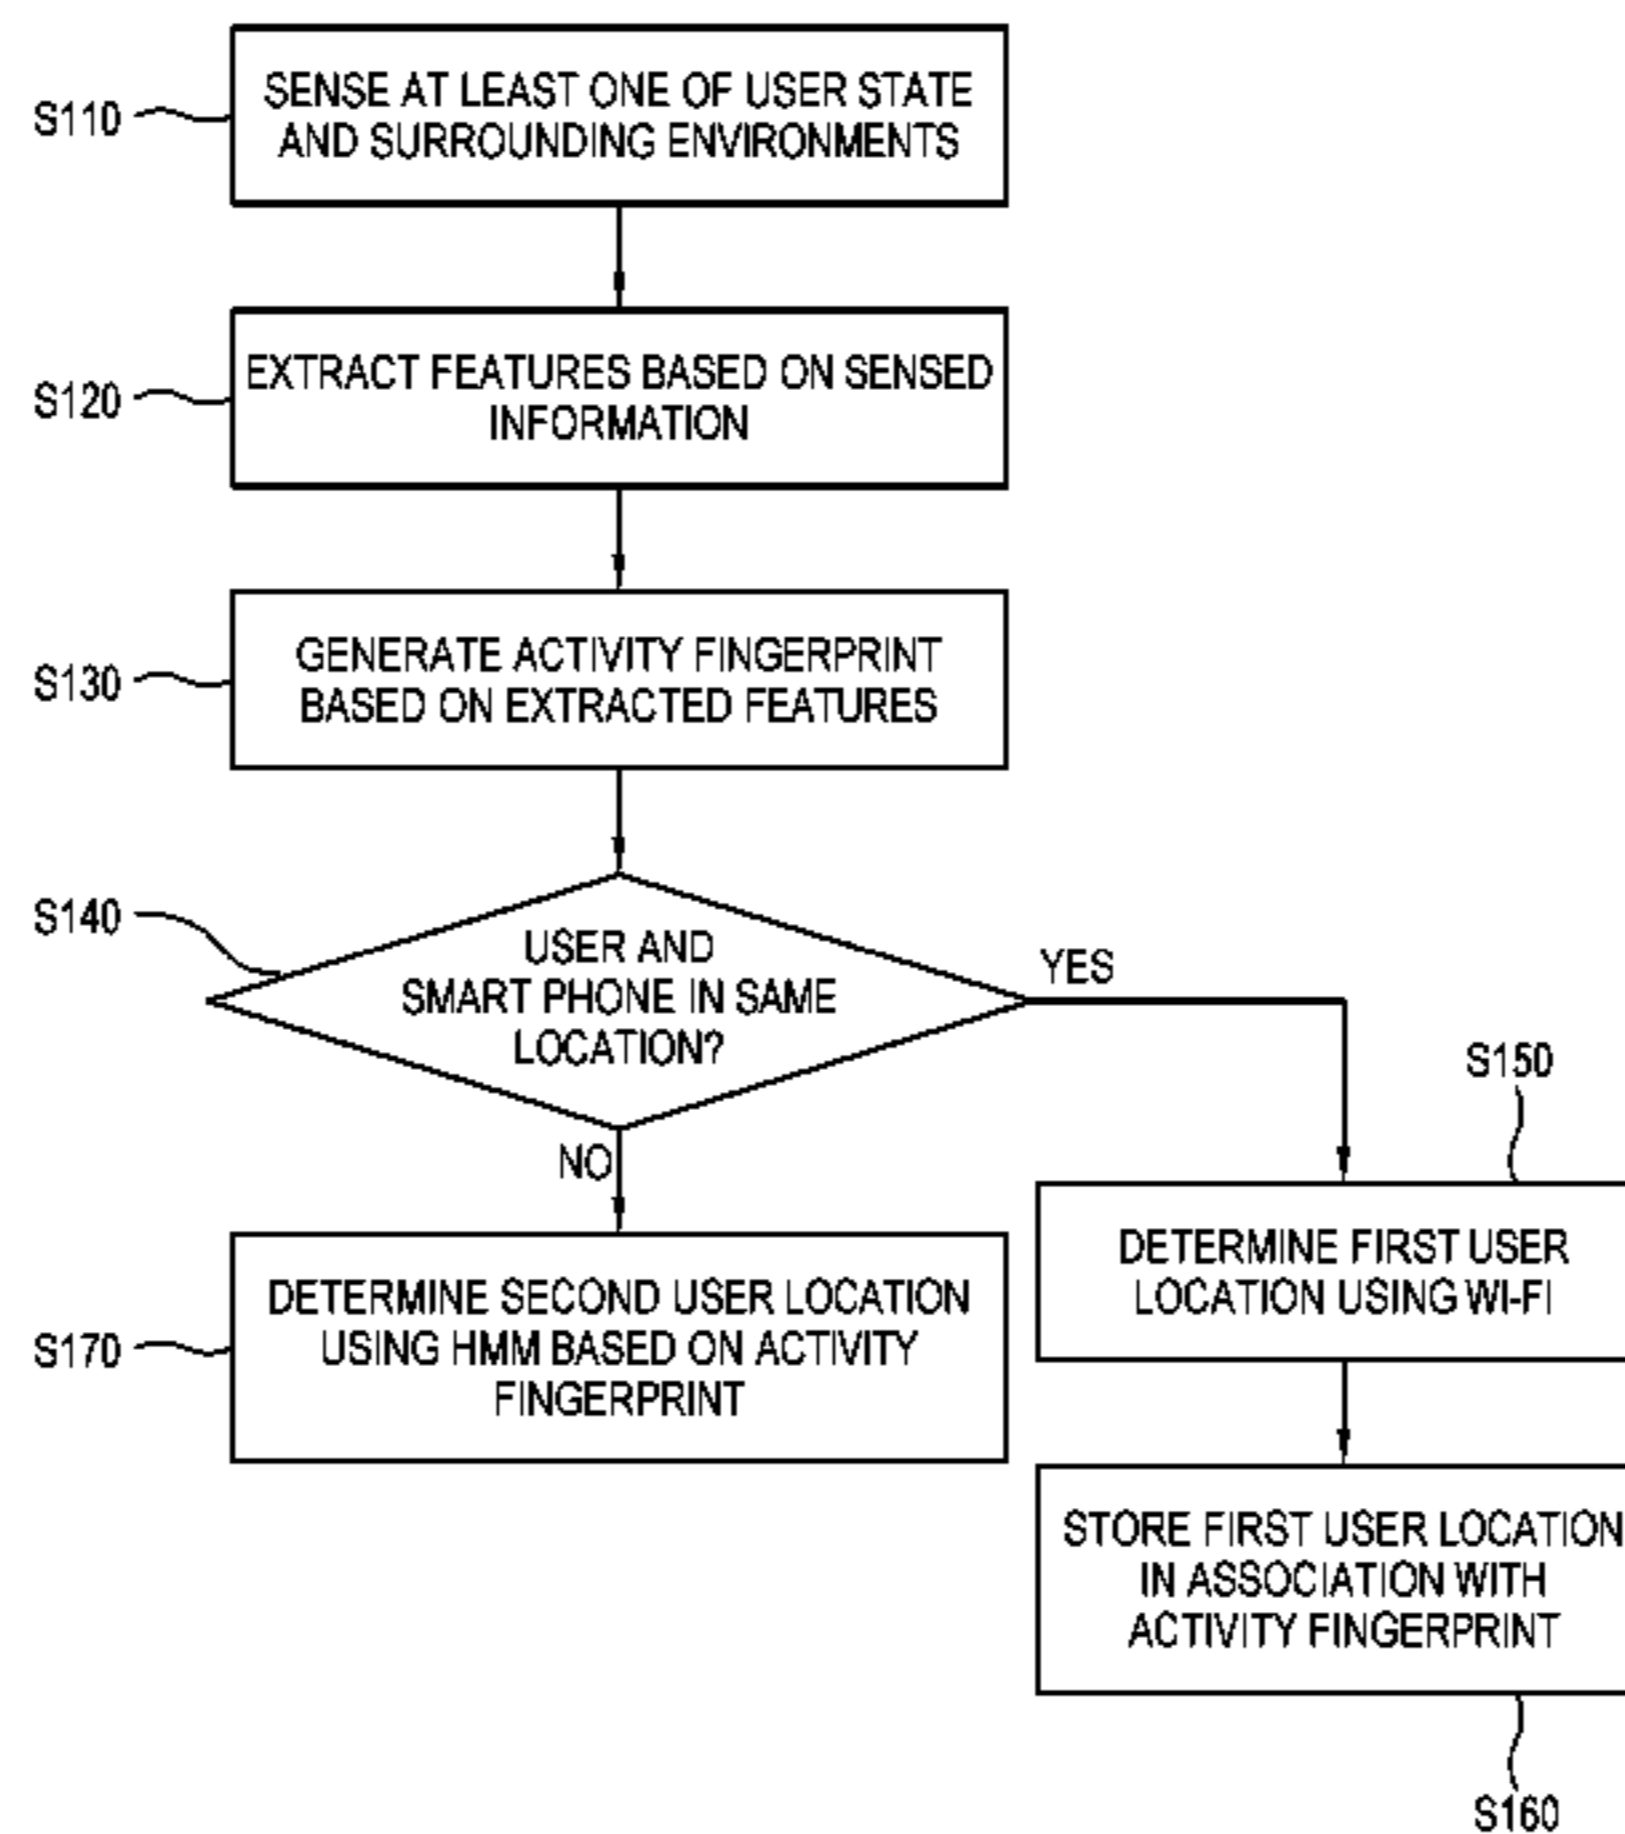 S110
SENSE AT LEAST ONE OF USER STATE
AND SURROUNDING ENVIRONMENTS
S120
EXTRACT FEATURES BASED ON SENSED
INFORMATION
S130
GENERATE ACTIVITY FINGERPRINT
BASED ON EXTRACTED FEATURES
S140
USER AND
SMART PHONE IN SAME
LOCATION?
YES
NO
S150
DETERMINE FIRST USER
LOCATION USING WI-FI
S170
DETERMINE SECOND USER LOCATION
USING HMM BASED ON ACTIVITY
FINGERPRINT
STORE FIRST USER LOCATION
IN ASSOCIATION WITH
ACTIVITY FINGERPRINT
S160